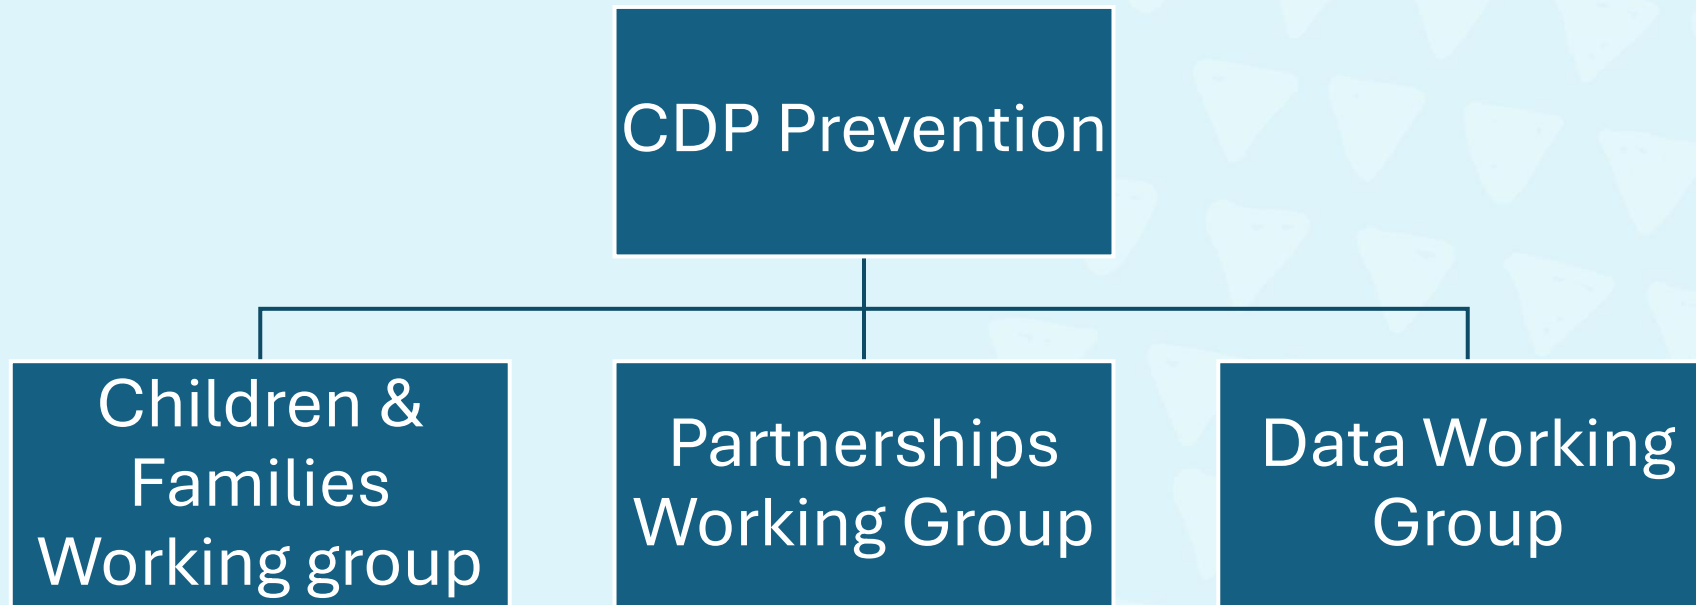 CDP Prevention
Children &
Families
Working group
Partnerships
Working Group
Data Working
Group